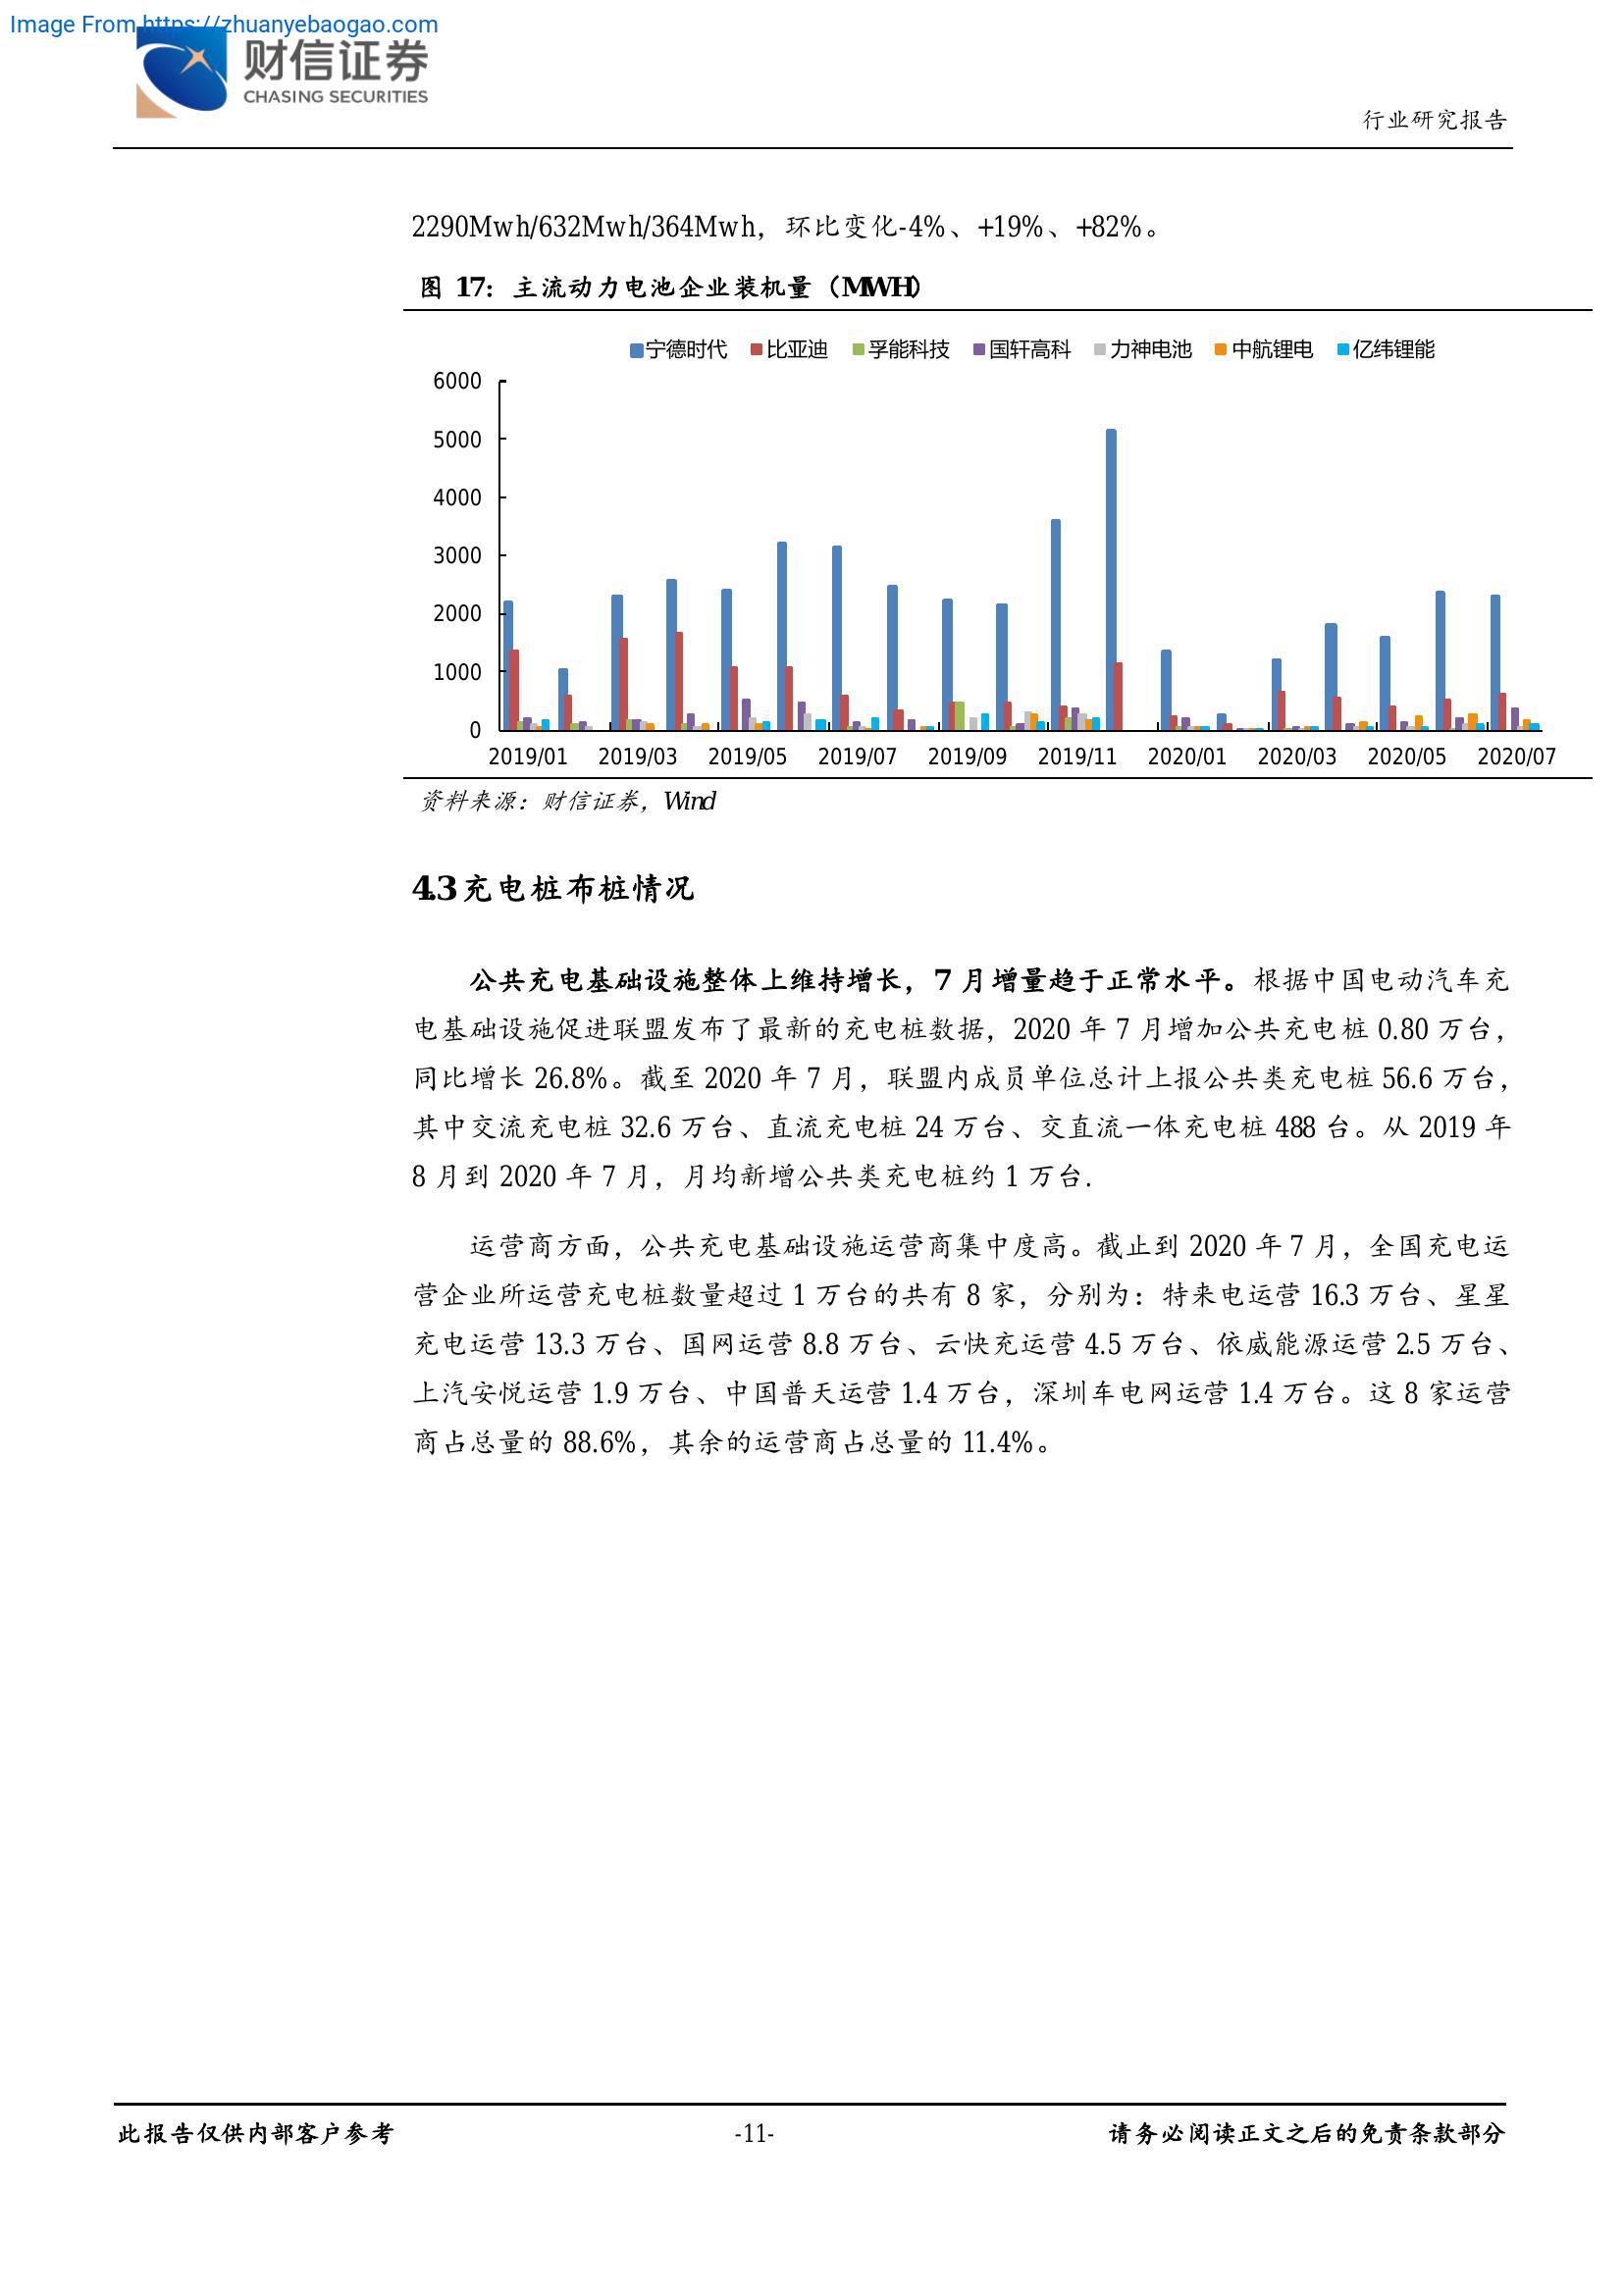 Image From https://zhuanyebaogao.com
财信证券
CHASING SECURITIES
行业研究报告
2290Mwh/632Mwh/364Mwh，环比变化-4%、+19%、+82%。
图 17：主流动力电池企业装机量（MWH）
宁德时代 比亚迪 孚能科技 国轩高科 力神电池 中航锂电 亿纬锂能
6000
5000
4000
3000
2000
1000
0
2019/01 2019/03 2019/05 2019/07 2019/09 2019/11 2020/01 2020/03 2020/05 2020/07
资料来源：财信证券，Wind
4.3 充电桩布桩情况
公共充电基础设施整体上维持增长，7 月增量趋于正常水平。根据中国电动汽车充
电基础设施促进联盟发布了最新的充电桩数据，2020 年 7 月增加公共充电桩 0.80 万台，
同比增长 26.8%。截至 2020 年 7 月，联盟内成员单位总计上报公共类充电桩 56.6 万台，
其中交流充电桩 32.6 万台、直流充电桩 24 万台、交直流一体充电桩 488 台。从 2019 年
8 月到 2020 年 7 月，月均新增公共类充电桩约 1 万台.
运营商方面，公共充电基础设施运营商集中度高。截止到 2020 年 7 月，全国充电运
营企业所运营充电桩数量超过 1 万台的共有 8 家，分别为：特来电运营 16.3 万台、星星
充电运营 13.3 万台、国网运营 8.8 万台、云快充运营 4.5 万台、依威能源运营 2.5 万台、
上汽安悦运营 1.9 万台、中国普天运营 1.4 万台，深圳车电网运营 1.4 万台。这 8 家运营
商占总量的 88.6%，其余的运营商占总量的 11.4%。
此报告仅供内部客户参考 -11- 请务必阅读正文之后的免责条款部分